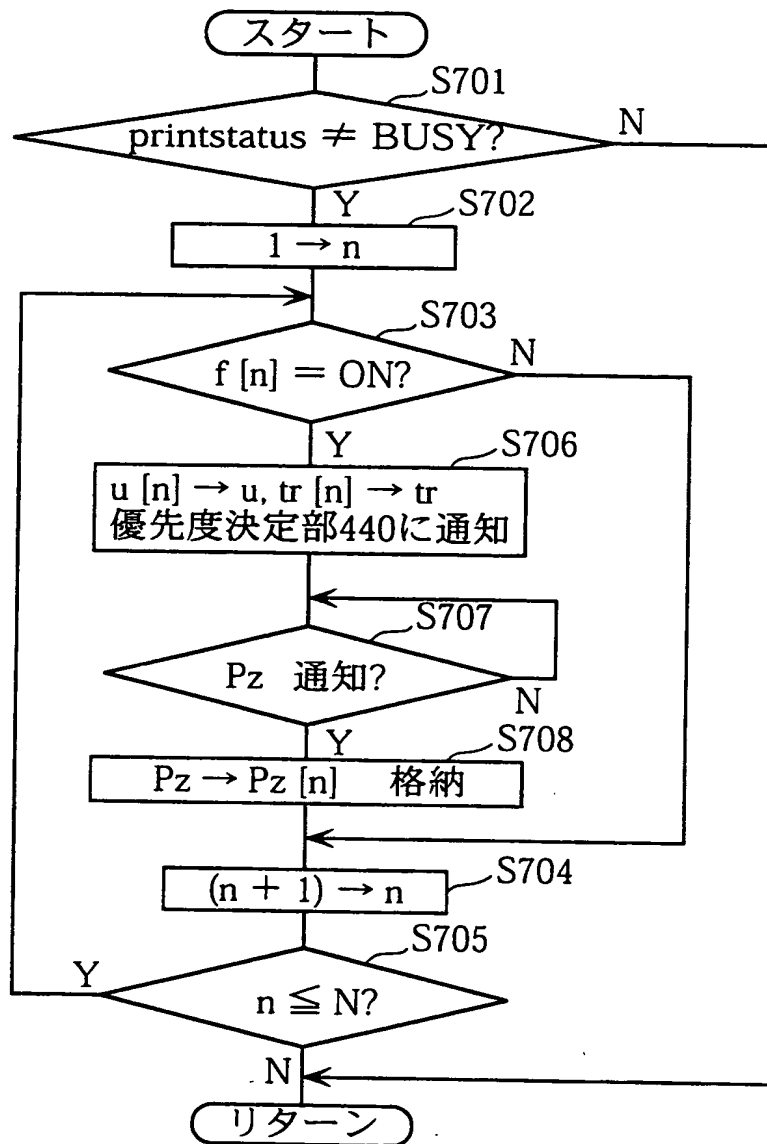 スタート
S701
printstatus ≠ BUSY?
N
Y
S702
1 → n
S703
f [n] = ON?
N
Y
S706
u [n] → u, tr [n] → tr
優先度決定部440に通知
S707
Pz 通知?
N
Y
S708
Pz → Pz [n] 格納
S704
(n + 1) → n
S705
Y
n ≦ N?
N
リターン